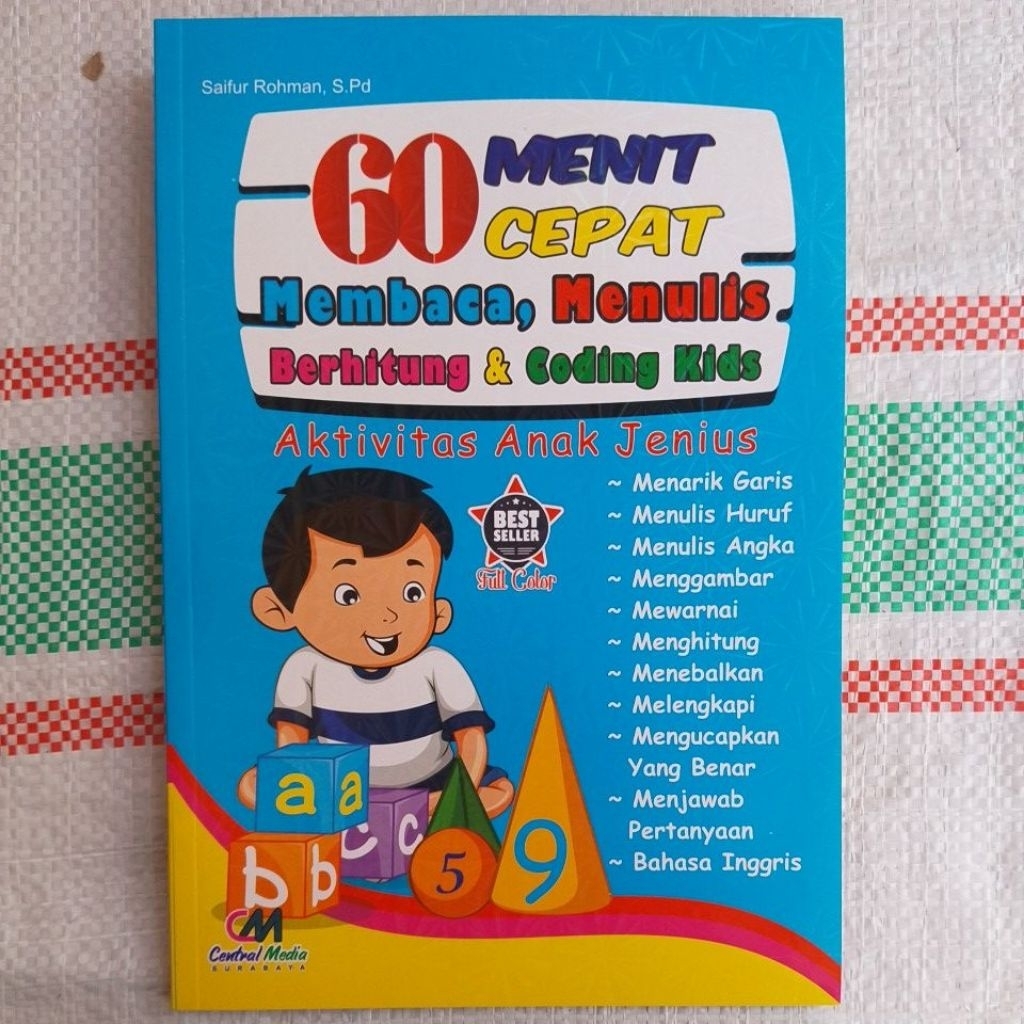 Saifur Rohman, S.Pd
60 MENIT
CEPAT
Membaca, Menulis
Berhitung & Coding Kids
Aktivitas Anak Jenius
BEST
SELLER
Full Color
~ Menarik Garis
~ Menulis Huruf
~ Menulis Angka
~ Menggambar
~ Mewarnai
~ Menghitung
~ Menebalkan
~ Melengkapi
~ Mengucapkan
Yang Benar
~ Menjawab
Pertanyaan
~ Bahasa Inggris
a a
c c
b b
5
9
CM
Central Media
SURABAYA